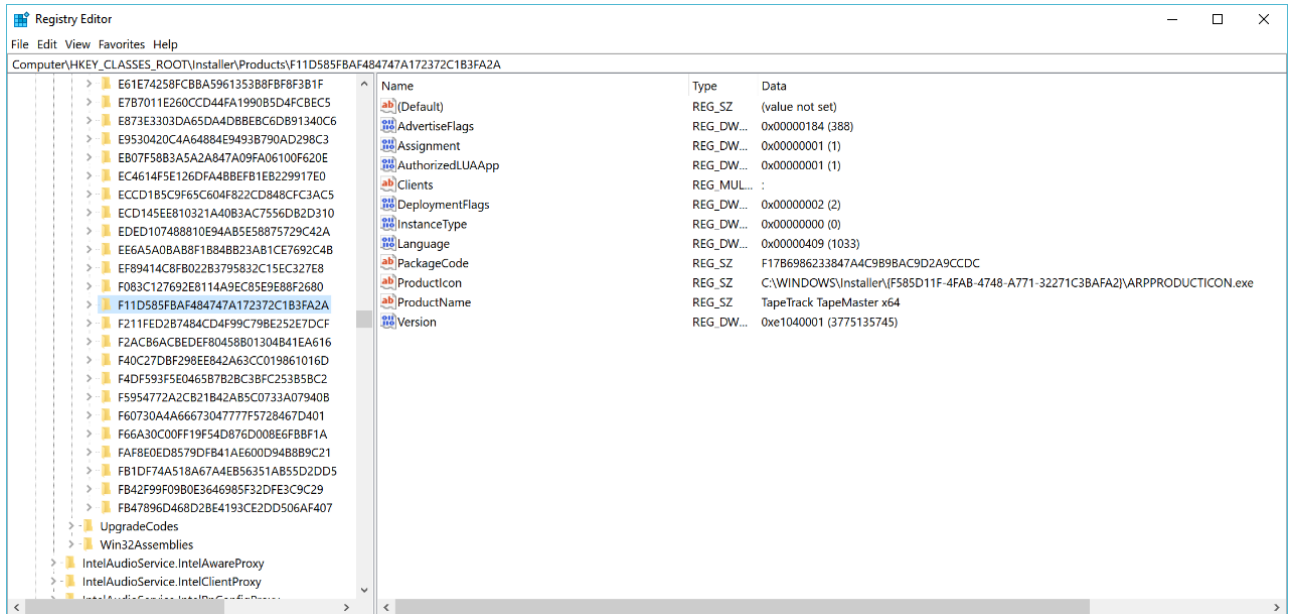 Registry Editor
File Edit View Favorites Help
Computer\HKEY_CLASSES_ROOT\Installer\Products\F11D585FBAF484747A172372C1B3FA2A
E61E74258FCBBA5961353B8FBF8F3B1F
E7B7011E260CCD44FA1990B5D4FCBEC5
E873E3303DA65DA4DBBEBC6DB91340C6
E9530420C4A64884E9493B790AD298C3
EB07F58B3A5A2A847A09FA06100F620E
EC4614F5E126DFA4BBEFB1EB229917E0
ECCD1B5C9F65C604F822CD848CFC3AC5
ECD145EE810321A40B3AC7556DB2D310
EDED107488810E94AB5E58875729C42A
EE6A5A0BAB8F1B84BB23AB1CE7692C4B
EF89414C8FB022B3795832C15EC327E8
F083C127692E8114A9EC85E9E88F2680
F11D585FBAF484747A172372C1B3FA2A
F211FED2B7484CD4F99C79BE252E7DCF
F2ACB6ACBEDEF80458B01304B41EA616
F40C27DBF298EE842A63CC019861016D
F4DF593F5E0465B7B2BC3BFC253B5BC2
F5954772A2CB21B42AB5C0733A07940B
F60730A4A66673047777F5728467D401
F66A30C00FF19F54D876D008E6FBBF1A
FAF8E0ED8579DFB41AE600D94B8B9C21
FB1DF74A518A67A4EB56351AB55D2DD5
FB42F99F09B0E3646985F32DFE3C9C29
FB47896D468D2BE4193CE2DD506AF407
UpgradeCodes
Win32Assemblies
IntelAudioService.IntelAwareProxy
IntelAudioService.IntelClientProxy
Name Type Data
(Default) REG_SZ (value not set)
AdvertiseFlags REG_DW... 0x00000184 (388)
Assignment REG_DW... 0x00000001 (1)
AuthorizedLUAApp REG_DW... 0x00000001 (1)
Clients REG_MUL... :
DeploymentFlags REG_DW... 0x00000002 (2)
InstanceType REG_DW... 0x00000000 (0)
Language REG_DW... 0x00000409 (1033)
PackageCode REG_SZ F17B6986233847A4C9B9BAC9D2A9CCDC
ProductIcon REG_SZ C:\WINDOWS\Installer\{F585D11F-4FAB-4748-A771-32271C3BAFA2}\ARPPRODUCTICON.exe
ProductName REG_SZ TapeTrack TapeMaster x64
Version REG_DW... 0xe1040001 (3775135745)